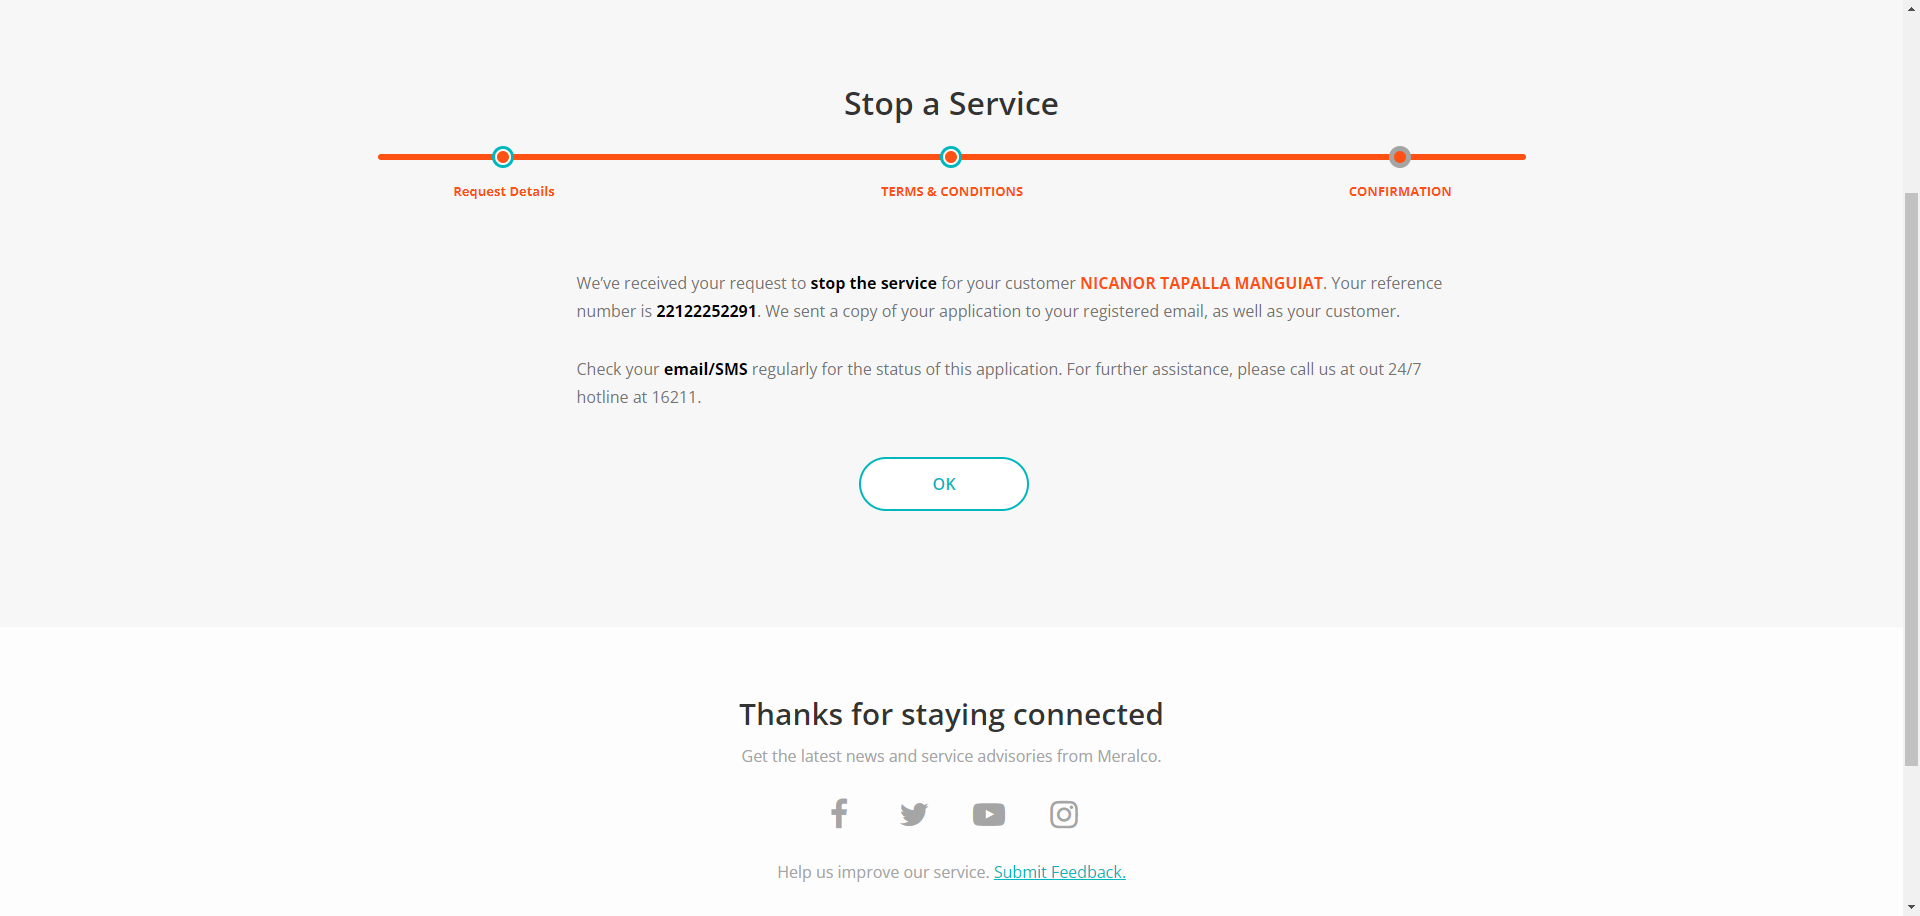 Stop a Service
Request Details
TERMS & CONDITIONS
CONFIRMATION
We’ve received your request to stop the service for your customer NICANOR TAPALLA MANGUIAT. Your reference
number is 22122252291. We sent a copy of your application to your registered email, as well as your customer.
Check your email/SMS regularly for the status of this application. For further assistance, please call us at out 24/7
hotline at 16211.
OK
Thanks for staying connected
Get the latest news and service advisories from Meralco.
Help us improve our service. Submit Feedback.